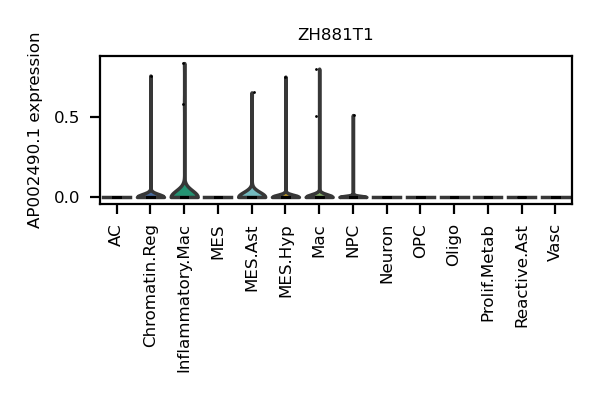 ZH881T1
AP002490.1 expression
0.5
0.0
AC
Chromatin.Reg
Inflammatory.Mac
MES
MES.Ast
MES.Hyp
Mac
NPC
Neuron
OPC
Oligo
Prolif.Metab
Reactive.Ast
Vasc